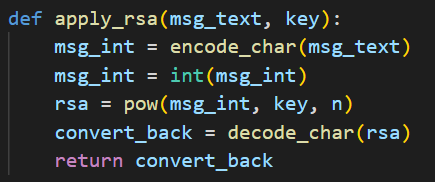 def apply_rsa(msg_text, key):
    msg_int = encode_char(msg_text)
    msg_int = int(msg_int)
    rsa = pow(msg_int, key, n)
    convert_back = decode_char(rsa)
    return convert_back